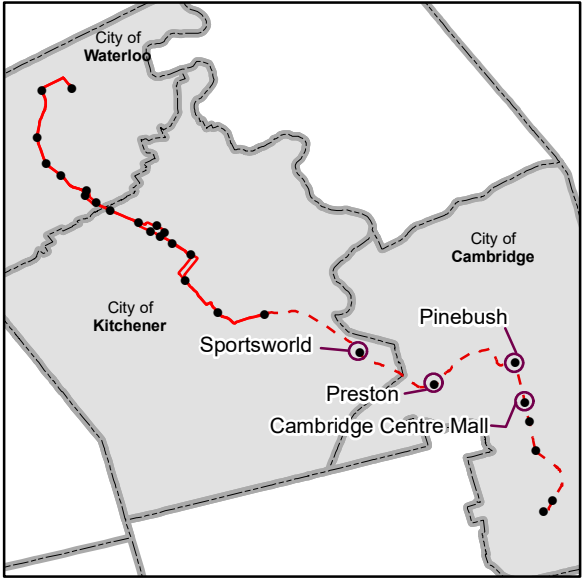 City of
Waterloo
City of
Cambridge
City of
Kitchener
Pinebush
Sportsworld
Preston
Cambridge Centre Mall